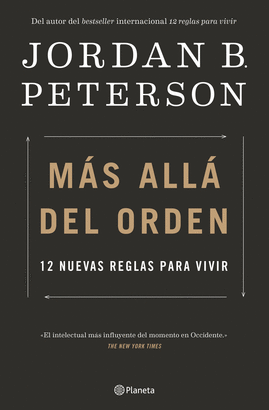 Del autor del bestseller internacional 12 reglas para vivir
JORDAN B.
PETERSON
MÁS ALLÁ
DEL ORDEN
12 NUEVAS REGLAS PARA VIVIR
«El intelectual más influyente del momento en Occidente.»
THE NEW YORK TIMES
Planeta